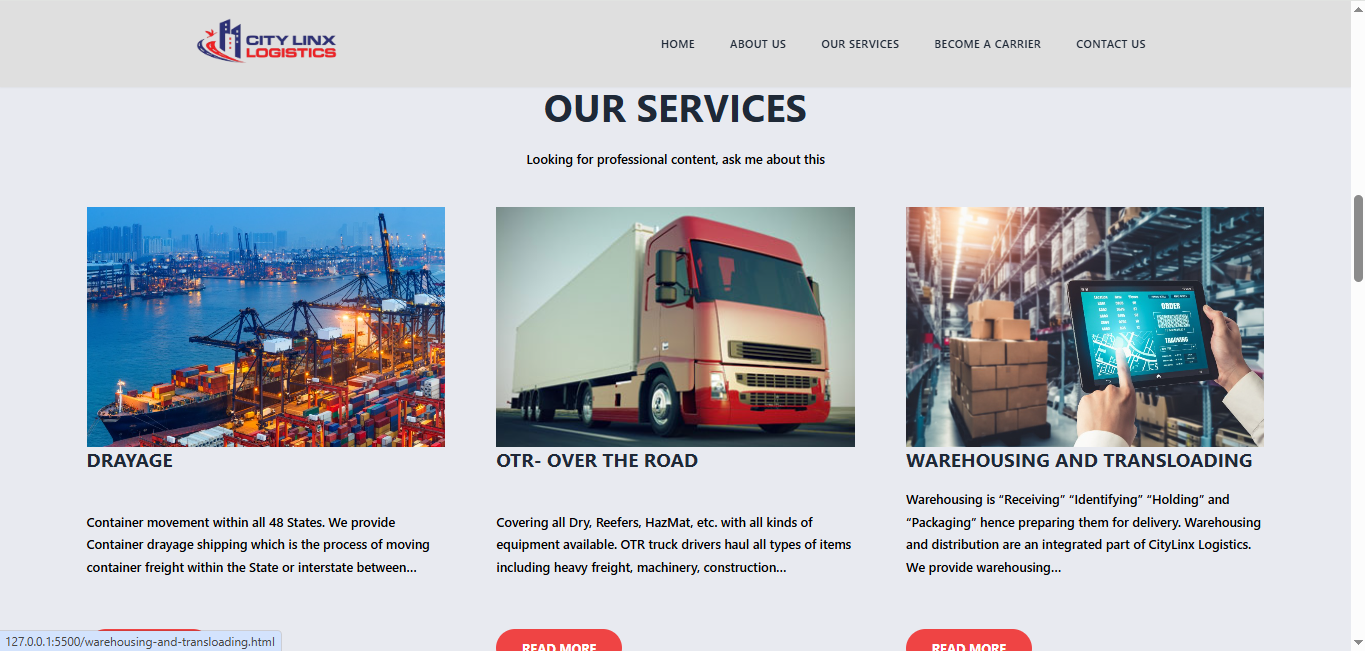 CITY LINX
LOGISTICS
HOME
ABOUT US
OUR SERVICES
BECOME A CARRIER
CONTACT US
OUR SERVICES
Looking for professional content, ask me about this
ORDER
TRAINING
DRAYAGE
OTR- OVER THE ROAD
WAREHOUSING AND TRANSLOADING
Container movement within all 48 States. We provide
Container drayage shipping which is the process of moving
container freight within the State or interstate between...
Covering all Dry, Reefers, HazMat, etc. with all kinds of
equipment available. OTR truck drivers haul all types of items
including heavy freight, machinery, construction...
Warehousing is “Receiving” “Identifying” “Holding” and
“Packaging” hence preparing them for delivery. Warehousing
and distribution are an integrated part of CityLinx Logistics.
We provide warehousing...
READ MORE
READ MORE
127.0.0.1:5500/warehousing-and-transloading.html